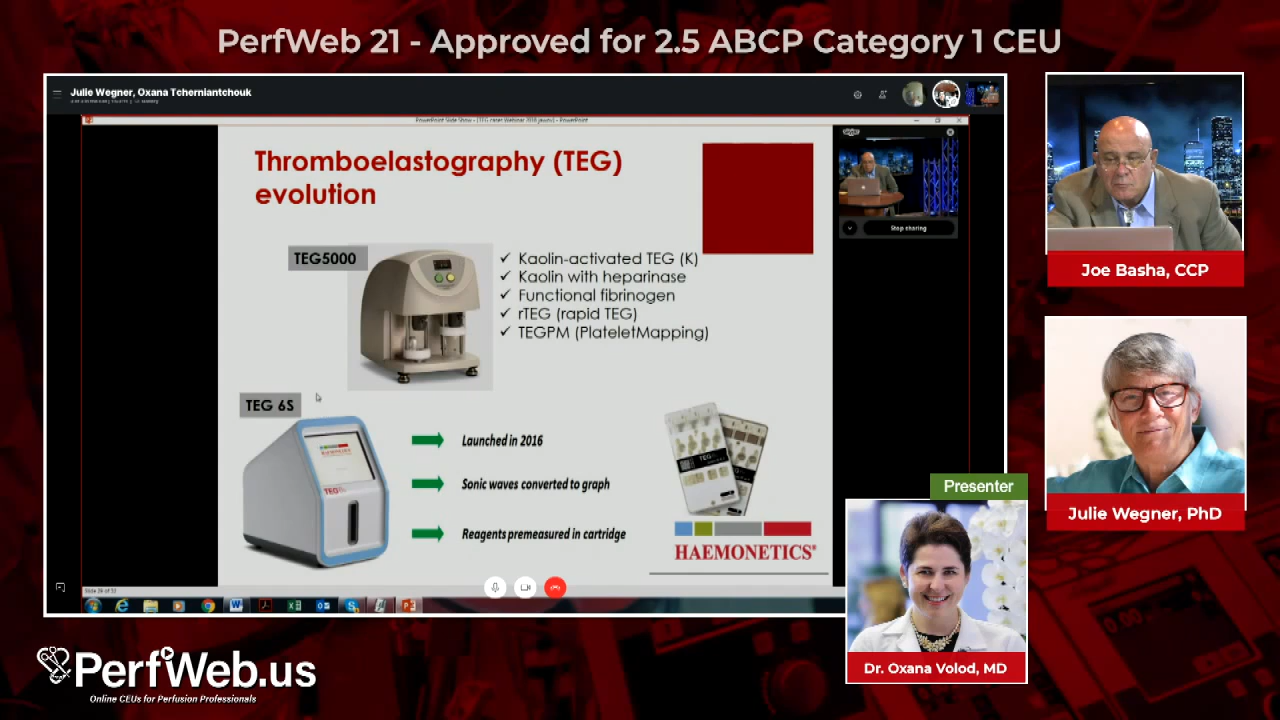 PerfWeb 21 - Approved for 2.5 ABCP Category 1 CEU
Julie Wegner, Oxana Tcherniantchouk
Thromboelastography (TEG)
evolution
Stop sharing
TEG5000
✓ Kaolin-activated TEG (K)
✓ Kaolin with heparinase
✓ Functional fibrinogen
✓ rTEG (rapid TEG)
✓ TEGPM (PlateletMapping)
TEG 6S
Launched in 2016
Sonic waves converted to graph
Reagents premeasured in cartridge
TEG
HAEMONETICS®
Joe Basha, CCP
Julie Wegner, PhD
Presenter
Dr. Oxana Volod, MD
PerfWeb.us
Online CEUs for Perfusion Professionals